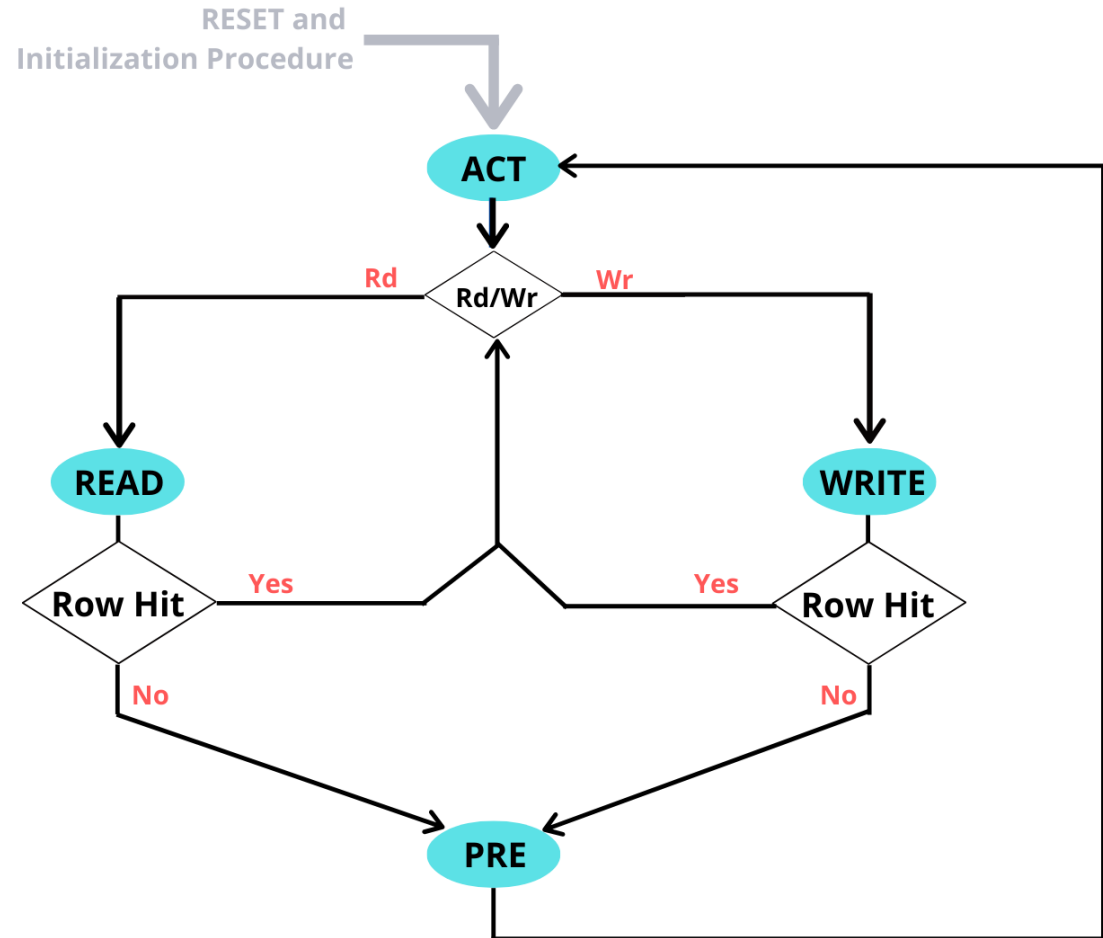 RESET and
Initialization Procedure
ACT
Rd
Rd/Wr
Wr
READ
WRITE
Row Hit
Yes
Yes
Row Hit
No
No
PRE